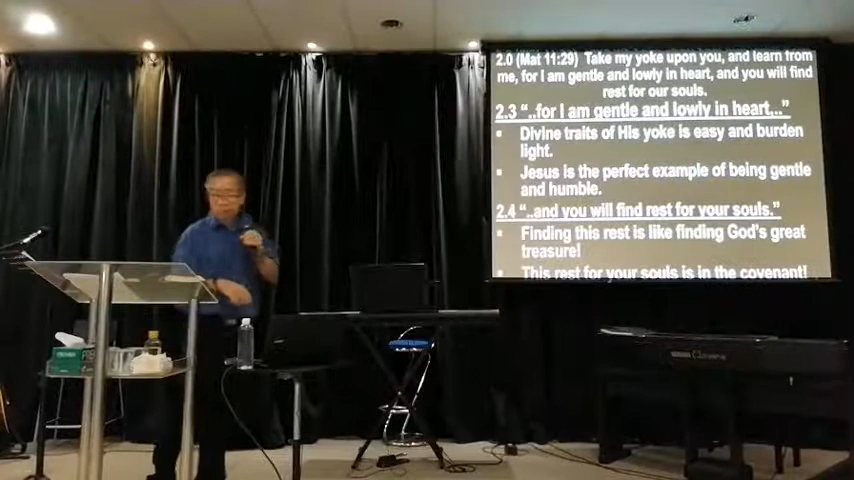 2.0 (Mat 11:29) Take my yoke upon you, and learn from
me, for I am gentle and lowly in heart, and you will find
rest for our souls.
2.3 “..for I am gentle and lowly in heart,..”
▪ Divine traits of His, yoke is easy and burden
light.
▪ Jesus is the perfect example of being gentle
and humble.
2.4 “..and you will find rest for your souls.”
▪ Finding this rest is like finding God's great
treasure!
▪ This rest for your souls is in the Covenant!
CASIO